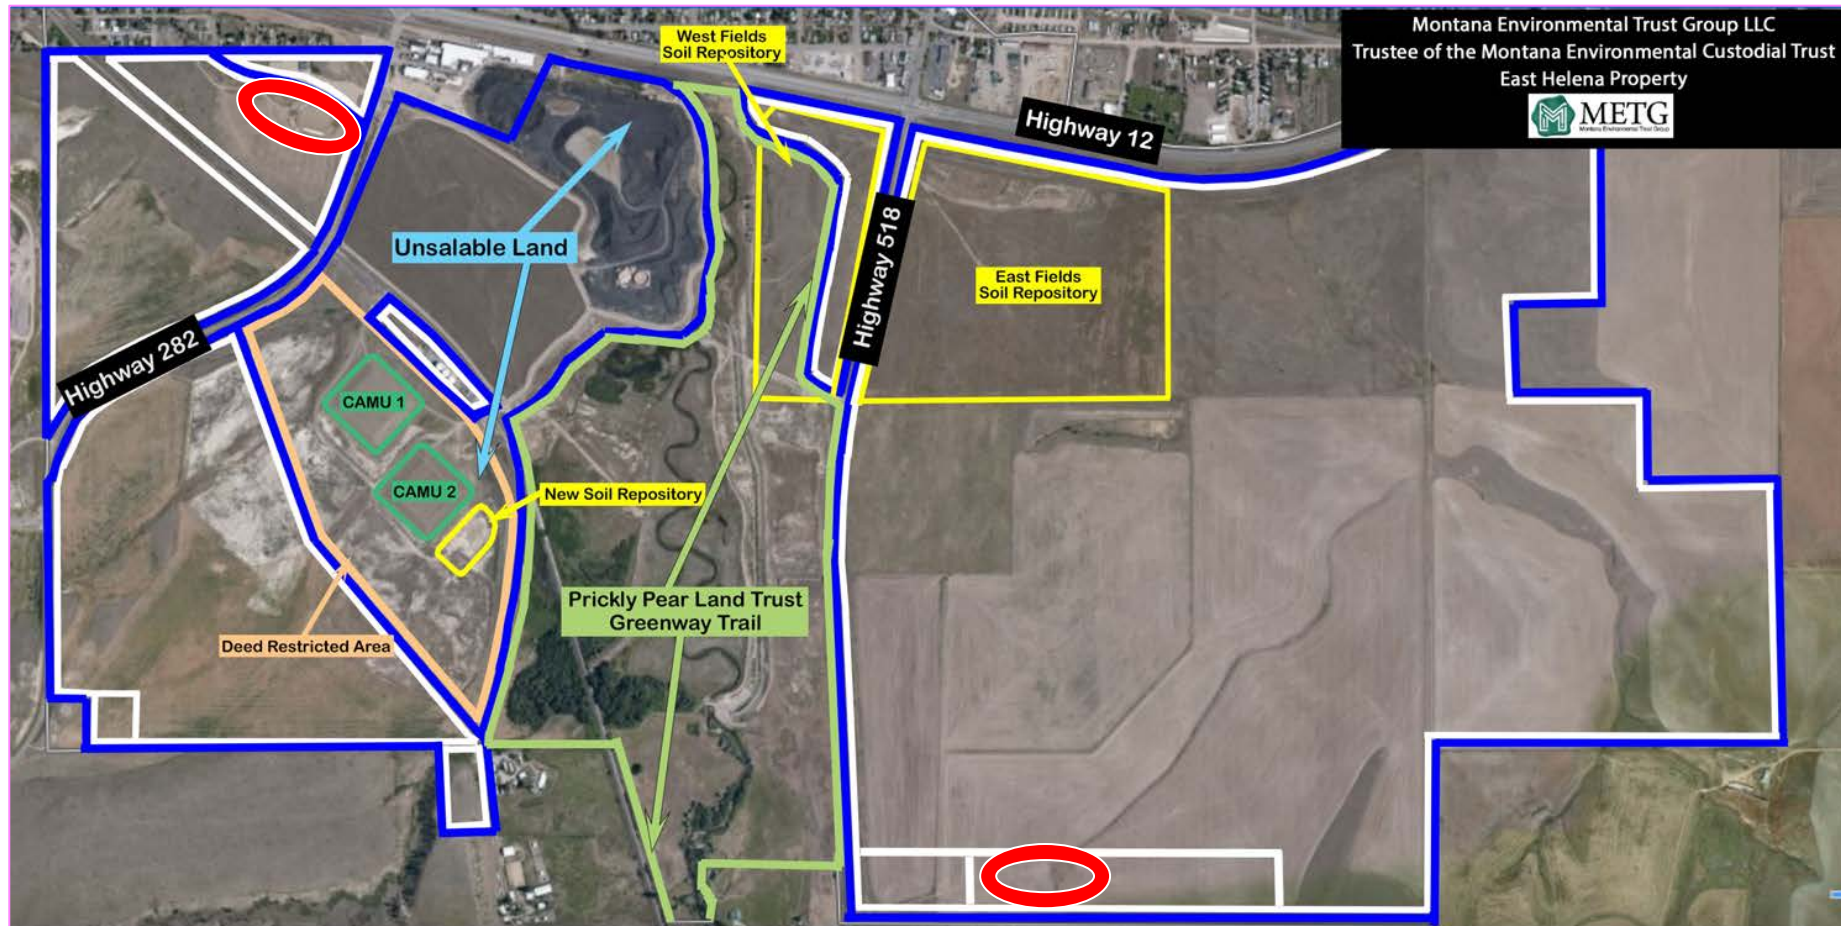 Montana Environmental Trust Group LLC
Trustee of the Montana Environmental Custodial Trust
East Helena Property
METG
Montana Environmental Trust Group
West Fields
Soil Repository
Highway 12
Unsalable Land
Highway 518
East Fields
Soil Repository
Highway 282
CAMU 1
CAMU 2
New Soil Repository
Prickly Pear Land Trust
Greenway Trail
Deed Restricted Area